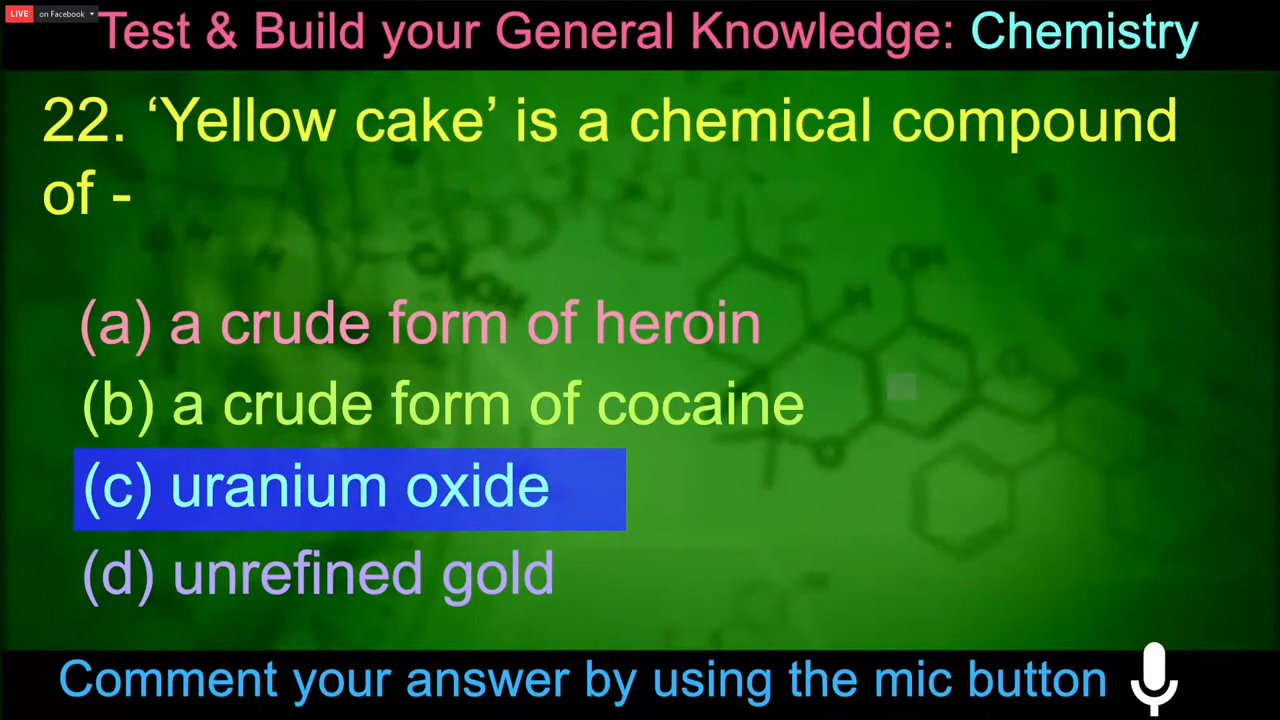 LIVE on Facebook
Test & Build your General Knowledge: Chemistry
22. ‘Yellow cake’ is a chemical compound
of -
(a) a crude form of heroin
(b) a crude form of cocaine
(c) uranium oxide
(d) unrefined gold
Comment your answer by using the mic button